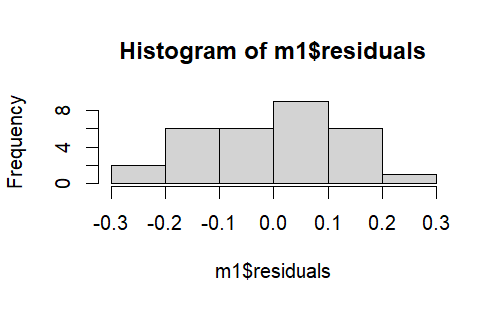 Histogram of m1$residuals
Frequency
8
4
0
-0.3 -0.2 -0.1 0.0 0.1 0.2 0.3
m1$residuals